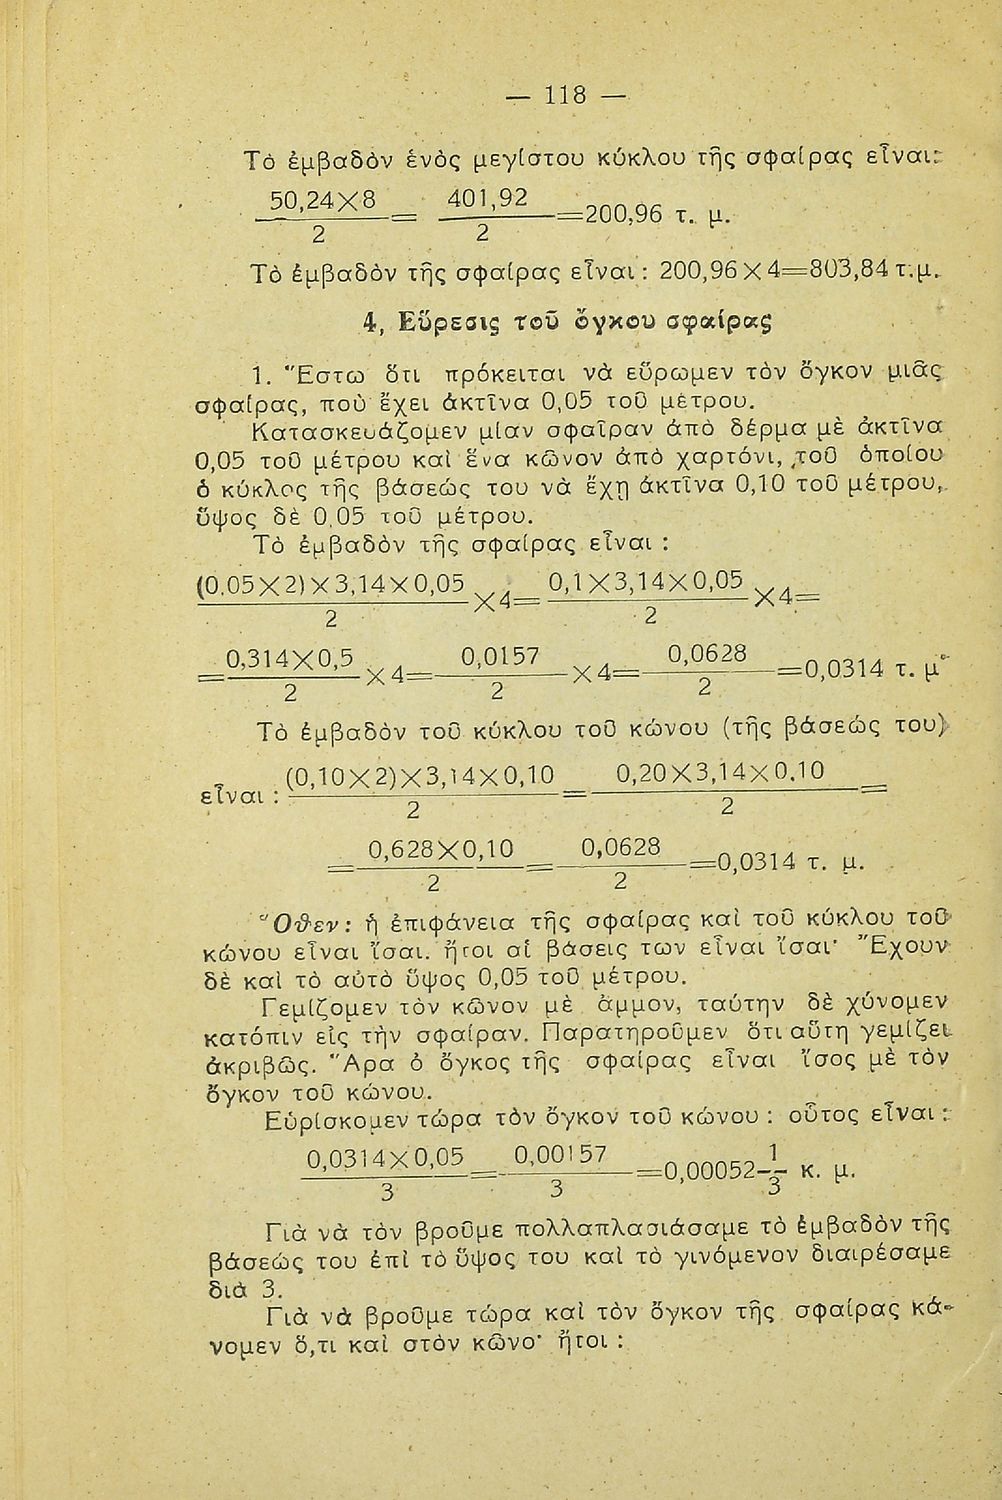 — 118 —
Τὸ ἐμβαδὸν ἑνὸς μεγίστου κύκλου τῆς σφαίρας εἶναι:
50,24×8 / 2 = 401,92 / 2 =200,96 τ. μ.
Τὸ ἐμβαδὸν τῆς σφαίρας εἶναι : 200,96×4=803,84 τ.μ.
4, Εὕρεσις τοῦ ὄγκου σφαίρας
1. Ἔστω ὅτι πρόκειται νὰ εὕρωμεν τὸν ὄγκον μιᾶς
σφαίρας, ποὺ ἔχει ἀκτῖνα 0,05 τοῦ μέτρου.
Κατασκευάζομεν μίαν σφαῖραν ἀπὸ δέρμα μὲ ἀκτῖνα
0,05 τοῦ μέτρου καὶ ἕνα κῶνον ἀπὸ χαρτόνι, τοῦ ὁποίου
ὁ κύκλος τῆς βάσεώς του νὰ ἔχῃ ἀκτῖνα 0,10 τοῦ μέτρου,
ὕψος δὲ 0,05 τοῦ μέτρου.
Τὸ ἐμβαδὸν τῆς σφαίρας εἶναι :
(0.05×2)×3,14×0,05 / 2 ×4= 0,1×3,14×0,05 / 2 ×4=
= 0,314×0,5 / 2 ×4= 0,0157 / 2 ×4= 0,0628 / 2 =0,0314 τ. μ.
Τὸ ἐμβαδὸν τοῦ κύκλου τοῦ κώνου (τῆς βάσεώς του)
εἶναι : (0,10×2)×3,14×0,10 / 2 = 0,20×3,14×0.10 / 2 =
= 0,628×0,10 / 2 = 0,0628 / 2 =0,0314 τ. μ.
Ὅθεν: ἡ ἐπιφάνεια τῆς σφαίρας καὶ τοῦ κύκλου τοῦ
κώνου εἶναι ἴσαι. ἤτοι αἱ βάσεις των εἶναι ἴσαι· Ἔχουν
δὲ καὶ τὸ αὐτὸ ὕψος 0,05 τοῦ μέτρου.
Γεμίζομεν τὸν κῶνον μὲ ἄμμον, ταύτην δὲ χύνομεν
κατόπιν εἰς τὴν σφαίραν. Παρατηροῦμεν ὅτι αὕτη γεμίζει
ἀκριβῶς. Ἄρα ὁ ὄγκος τῆς σφαίρας εἶναι ἴσος μὲ τὸν
ὄγκον τοῦ κώνου.
Εὑρίσκομεν τώρα τὸν ὄγκον τοῦ κώνου : οὗτος εἶναι :
0,0314×0,05 / 3 = 0,00157 / 3 =0,00052–1/3 κ. μ.
Γιὰ νὰ τὸν βροῦμε πολλαπλασιάσαμε τὸ ἐμβαδὸν τῆς
βάσεώς του ἐπὶ τὸ ὕψος του καὶ τὸ γινόμενον διαιρέσαμε
διὰ 3.
Γιὰ νὰ βροῦμε τώρα καὶ τὸν ὄγκον τῆς σφαίρας κά-
νομεν ὅ,τι καὶ στὸν κῶνο· ἤτοι :